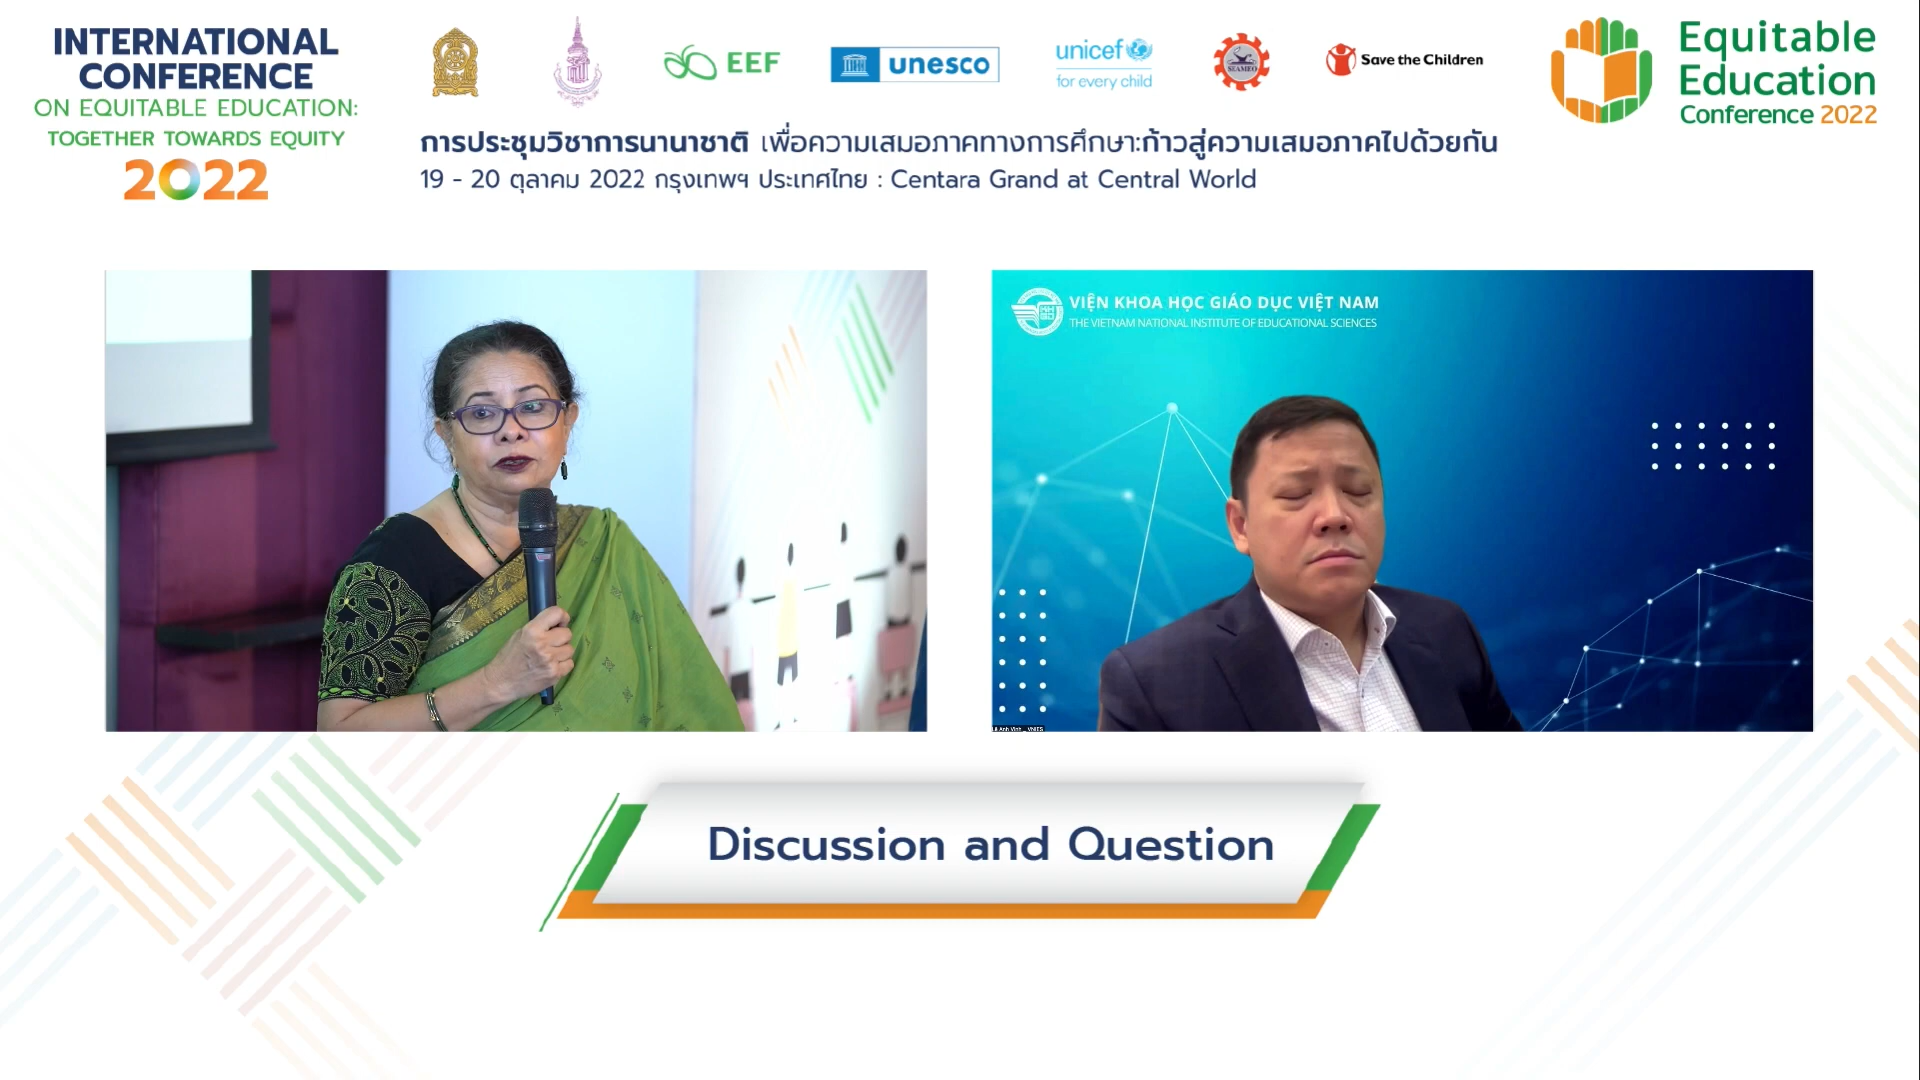 INTERNATIONAL
CONFERENCE
ON EQUITABLE EDUCATION:
TOGETHER TOWARDS EQUITY
2022
EEF
unesco
unicef
for every child
SEAMEO
Save the Children
Equitable
Education
Conference 2022
การประชุมวิชาการนานาชาติ เพื่อความเสมอภาคทางการศึกษา:ก้าวสู่ความเสมอภาคไปด้วยกัน
19 - 20 ตุลาคม 2022 กรุงเทพฯ ประเทศไทย : Centara Grand at Central World
VIỆN KHOA HỌC GIÁO DỤC VIỆT NAM
THE VIETNAM NATIONAL INSTITUTE OF EDUCATIONAL SCIENCES
Lê Anh Vinh _ VNIES
Discussion and Question